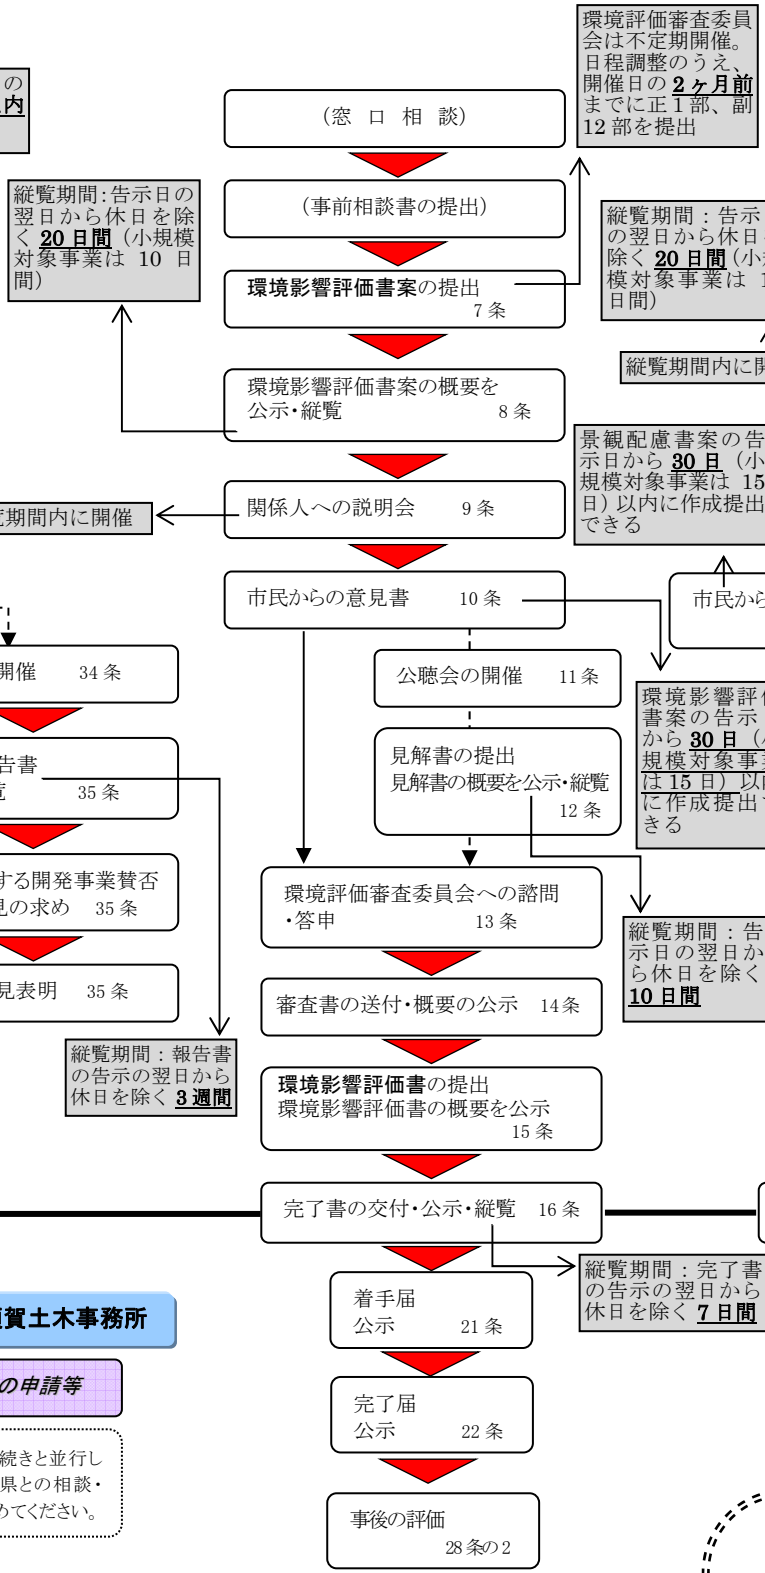 環境評価審査委員
会は不定期開催。
日程調整のうえ、
開催日の2ヶ月前
までに正1部、副
12部を提出
の
内
(窓 口 相 談)
(事前相談書の提出)
縦覧期間:告示日の
翌日から休日を除
く 20日間(小規模
対象事業は 10 日
間)
縦覧期間:告示
の翌日から休日
除く 20日間(小規
模対象事業は 1
日間)
環境影響評価書案の提出
7条
縦覧期間内に開
環境影響評価書案の概要を
公示・縦覧 8条
景観配慮書案の告
示日から 30日(小
規模対象事業は 15
日)以内に作成提出
できる
期間内に開催
関係人への説明会 9条
市民からの意見書 10条
市民から
開催 34条
公聴会の開催 11条
環境影響評価
書案の告示
から 30日(小
規模対象事業
は15日)以内
に作成提出で
きる
告書
覧 35条
見解書の提出
見解書の概要を公示・縦覧
12条
する開発事業賛否
見の求め 35条
環境評価審査委員会への諮問
・答申 13条
縦覧期間:告
示日の翌日か
ら休日を除く
10日間
見表明 35条
審査書の送付・概要の公示 14条
縦覧期間:報告書
の告示の翌日から
休日を除く 3週間
環境影響評価書の提出
環境影響評価書の概要を公示
15条
完了書の交付・公示・縦覧 16条
縦覧期間:完了書
の告示の翌日から
休日を除く 7日間
賀土木事務所
着手届
公示 21条
の申請等
完了届
公示 22条
続きと並行し
県との相談・
めてください。
事後の評価
28条の2